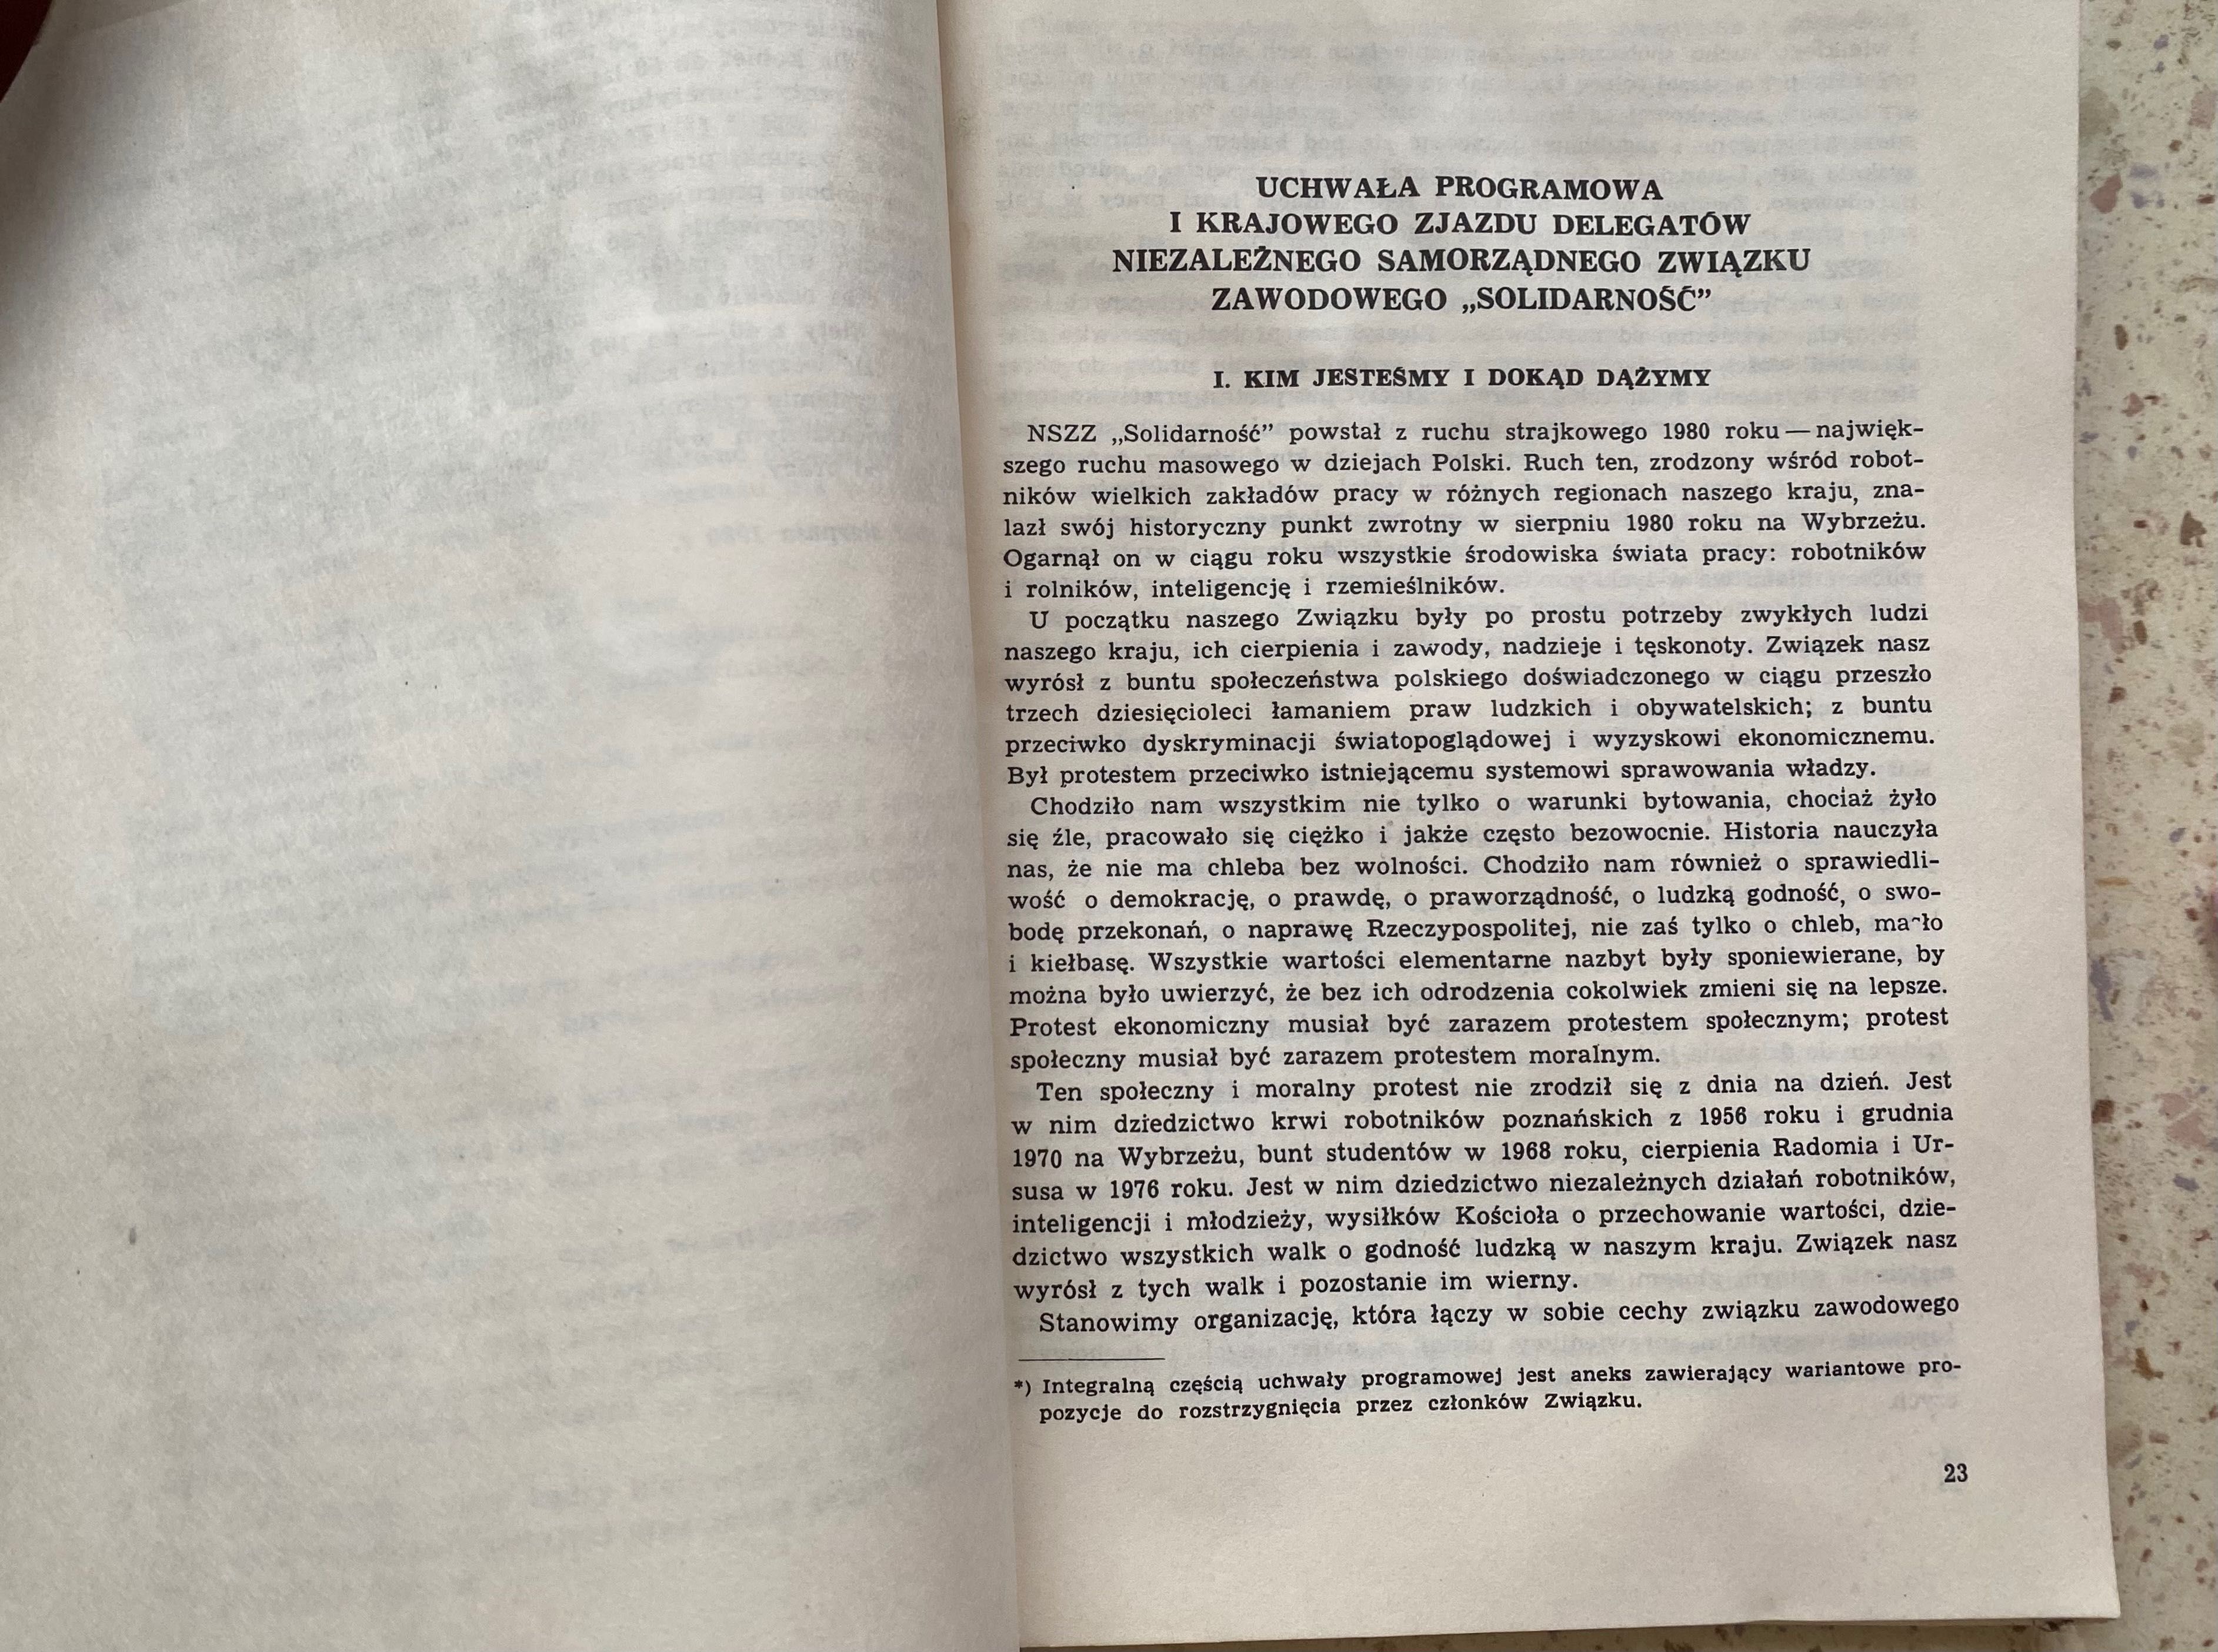 UCHWAŁA PROGRAMOWA
I KRAJOWEGO ZJAZDU DELEGATÓW
NIEZALEŻNEGO SAMORZĄDNEGO ZWIĄZKU
ZAWODOWEGO „SOLIDARNOŚĆ”
I. KIM JESTEŚMY I DOKĄD DĄŻYMY
NSZZ „Solidarność” powstał z ruchu strajkowego 1980 roku — najwięk-
szego ruchu masowego w dziejach Polski. Ruch ten, zrodzony wśród robot-
ników wielkich zakładów pracy w różnych regionach naszego kraju, zna-
lazł swój historyczny punkt zwrotny w sierpniu 1980 roku na Wybrzeżu.
Ogarnął on w ciągu roku wszystkie środowiska świata pracy: robotników
i rolników, inteligencję i rzemieślników.
U początku naszego Związku były po prostu potrzeby zwykłych ludzi
naszego kraju, ich cierpienia i zawody, nadzieje i tęsknoty. Związek nasz
wyrósł z buntu społeczeństwa polskiego doświadczonego w ciągu przeszło
trzech dziesięcioleci łamaniem praw ludzkich i obywatelskich; z buntu
przeciwko dyskryminacji światopoglądowej i wyzyskowi ekonomicznemu.
Był protestem przeciwko istniejącemu systemowi sprawowania władzy.
Chodziło nam wszystkim nie tylko o warunki bytowania, chociaż żyło
się źle, pracowało się ciężko i jakże często bezowocnie. Historia nauczyła
nas, że nie ma chleba bez wolności. Chodziło nam również o sprawiedli-
wość o demokrację, o prawdę, o praworządność, o ludzką godność, o swo-
bodę przekonań, o naprawę Rzeczypospolitej, nie zaś tylko o chleb, masło
i kiełbasę. Wszystkie wartości elementarne nazbyt były sponiewierane, by
można było uwierzyć, że bez ich odrodzenia cokolwiek zmieni się na lepsze.
Protest ekonomiczny musiał być zarazem protestem społecznym; protest
społeczny musiał być zarazem protestem moralnym.
Ten społeczny i moralny protest nie zrodził się z dnia na dzień. Jest
w nim dziedzictwo krwi robotników poznańskich z 1956 roku i grudnia
1970 na Wybrzeżu, bunt studentów w 1968 roku, cierpienia Radomia i Ur-
susa w 1976 roku. Jest w nim dziedzictwo niezależnych działań robotników,
inteligencji i młodzieży, wysiłków Kościoła o przechowanie wartości, dzie-
dzictwo wszystkich walk o godność ludzką w naszym kraju. Związek nasz
wyrósł z tych walk i pozostanie im wierny.
Stanowimy organizację, która łączy w sobie cechy związku zawodowego
*) Integralną częścią uchwały programowej jest aneks zawierający wariantowe pro-
pozycje do rozstrzygnięcia przez członków Związku.
23